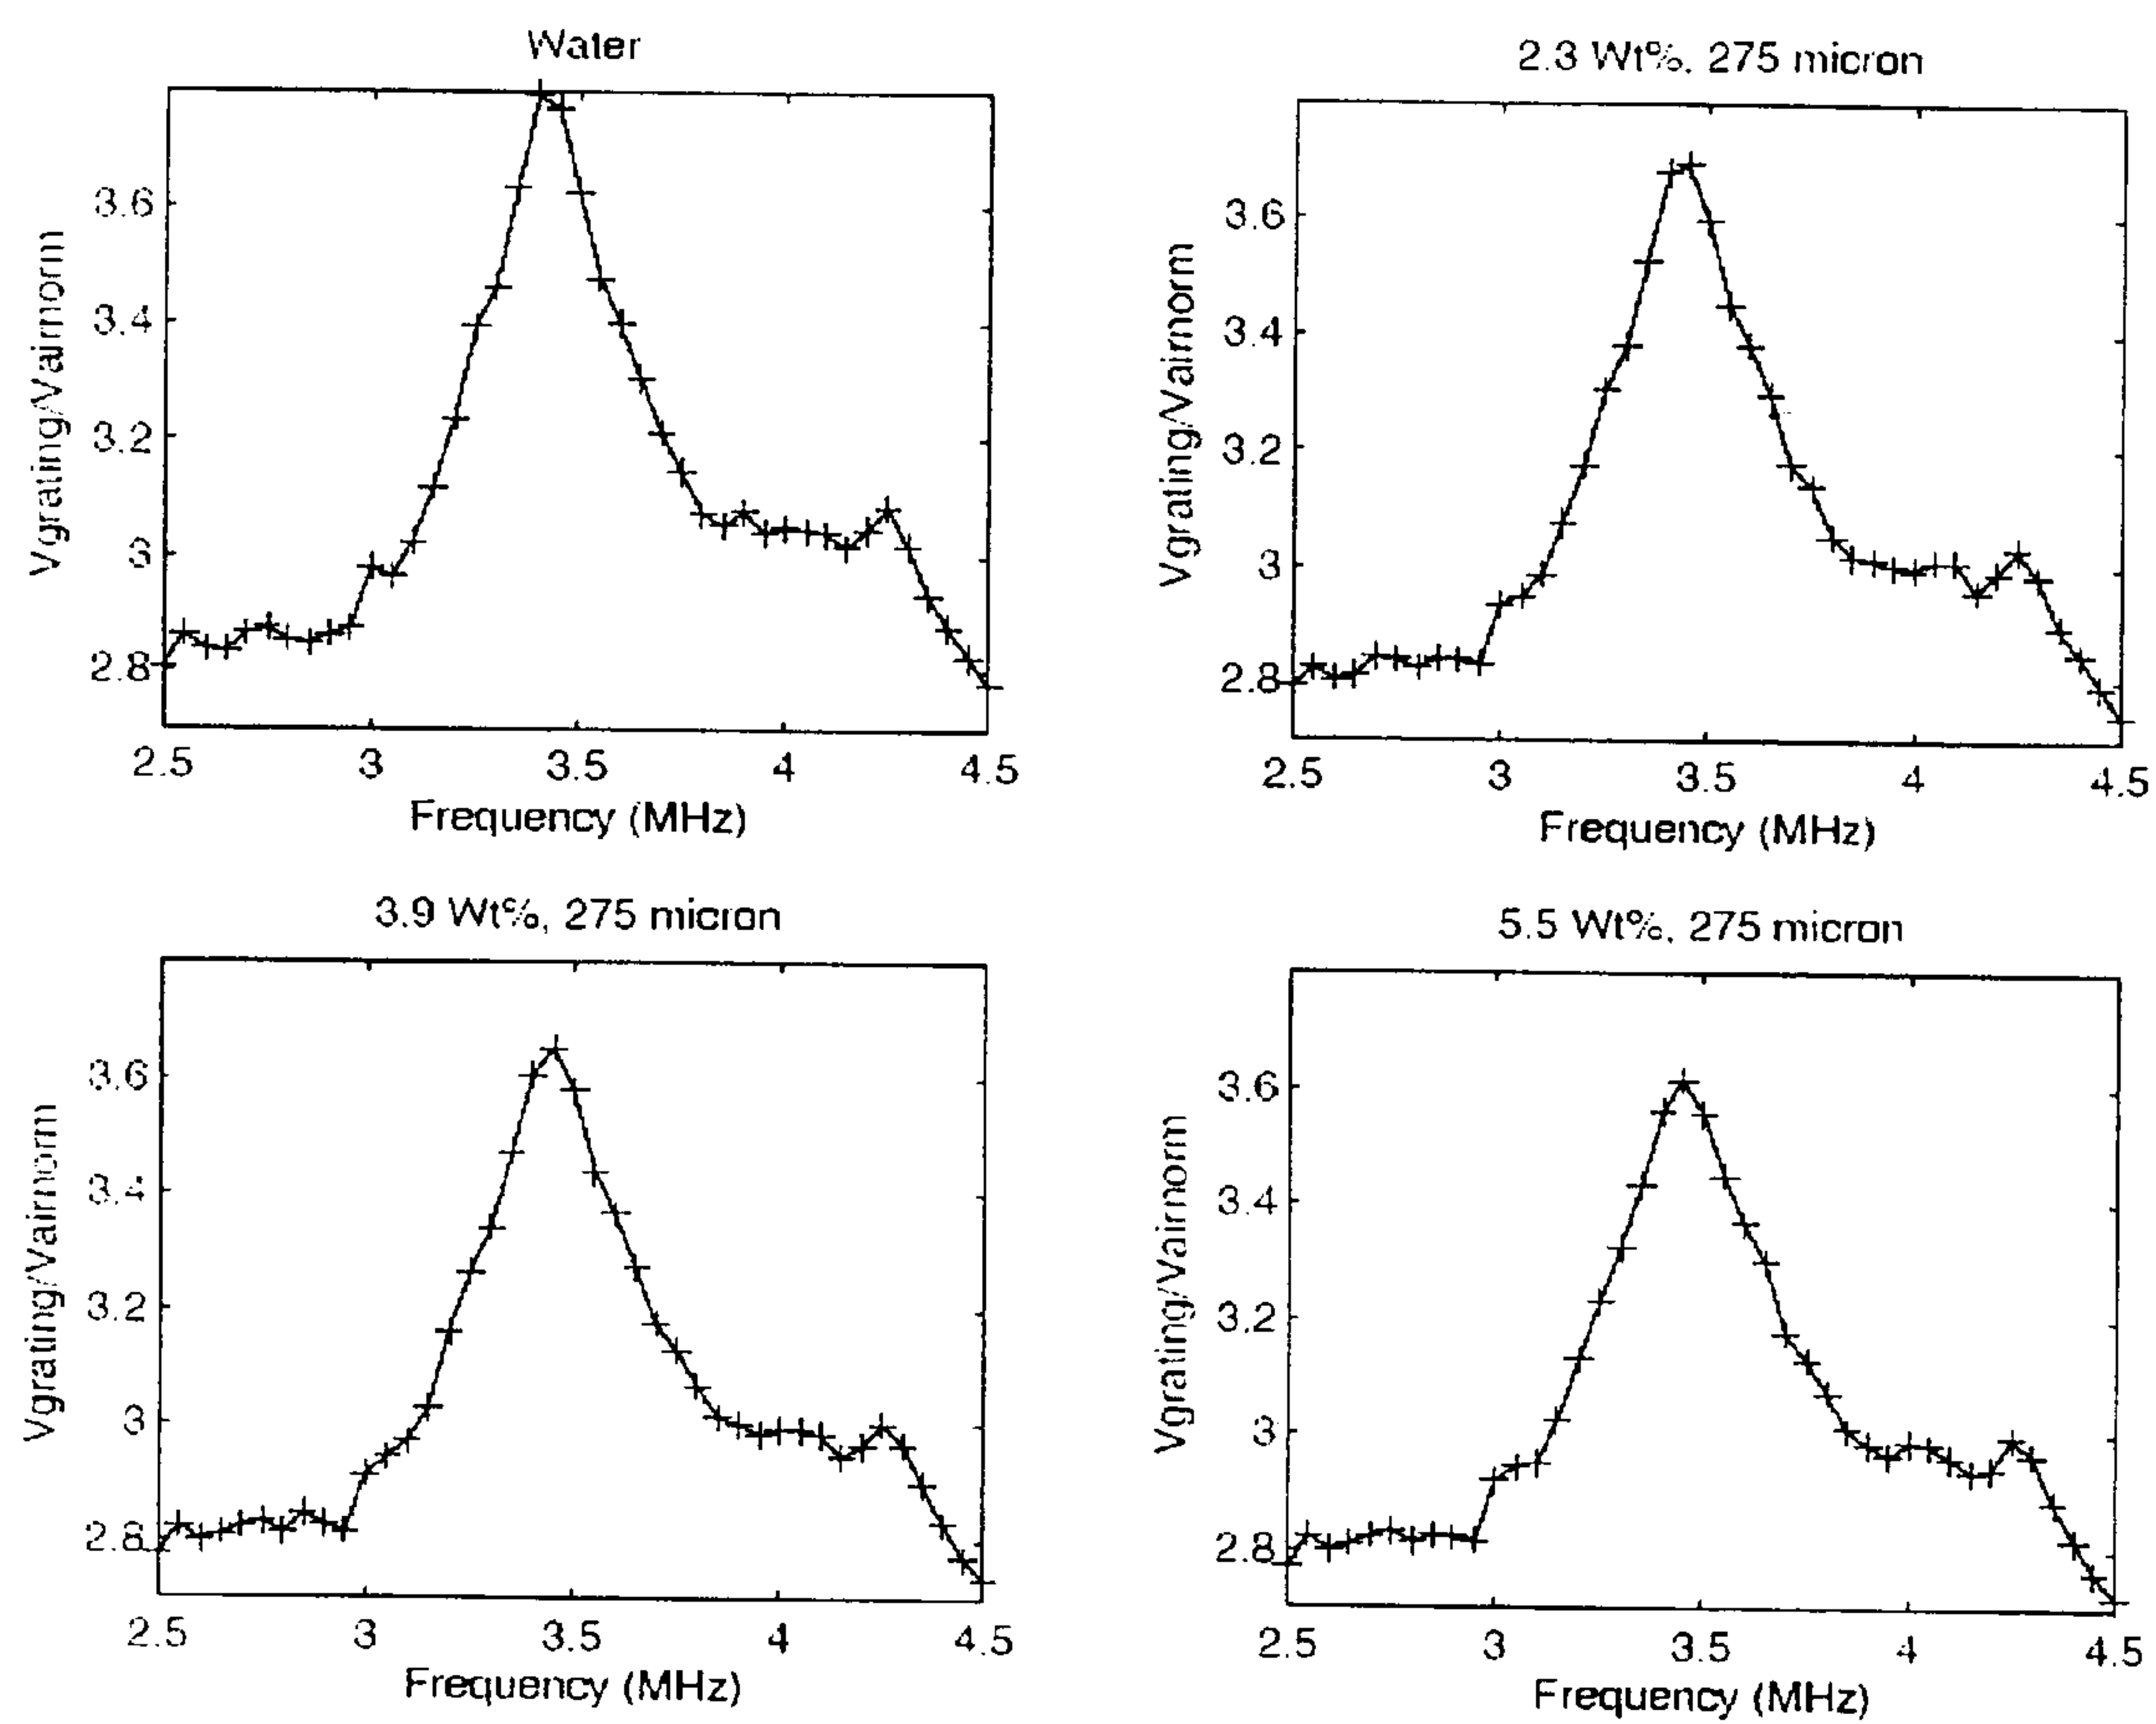 Water
Vgrating/Vairnorm
3.6
3.4
3.2
3
2.8
2.5 3 3.5 4 4.5
Frequency (MHz)
2.3 Wt%, 275 micron
Vgrating/Vairnorm
3.6
3.4
3.2
3
2.8
2.5 3 3.5 4 4.5
Frequency (MHz)
3.9 Wt%, 275 micron
Vgrating/Vairnorm
3.6
3.4
3.2
3
2.8
2.5 3 3.5 4 4.5
Frequency (MHz)
5.5 Wt%, 275 micron
Vgrating/Vairnorm
3.6
3.4
3.2
3
2.8
2.5 3 3.5 4 4.5
Frequency (MHz)